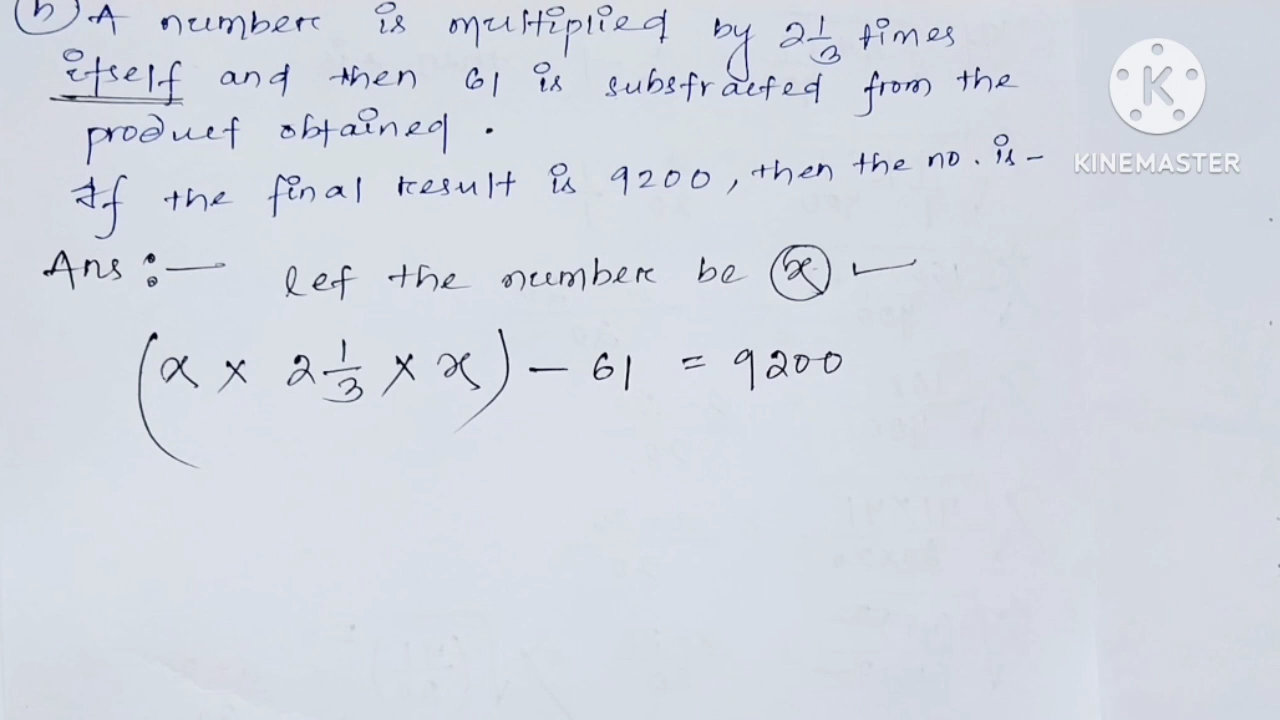 (b) A number is multiplied by 2 1/3 times
itself and then 61 is substracted from the
product obtained.
If the final result is 9200, then the no. is -
Ans :- let the number be x
(x × 2 1/3 × x) - 61 = 9200
K
KINEMASTER